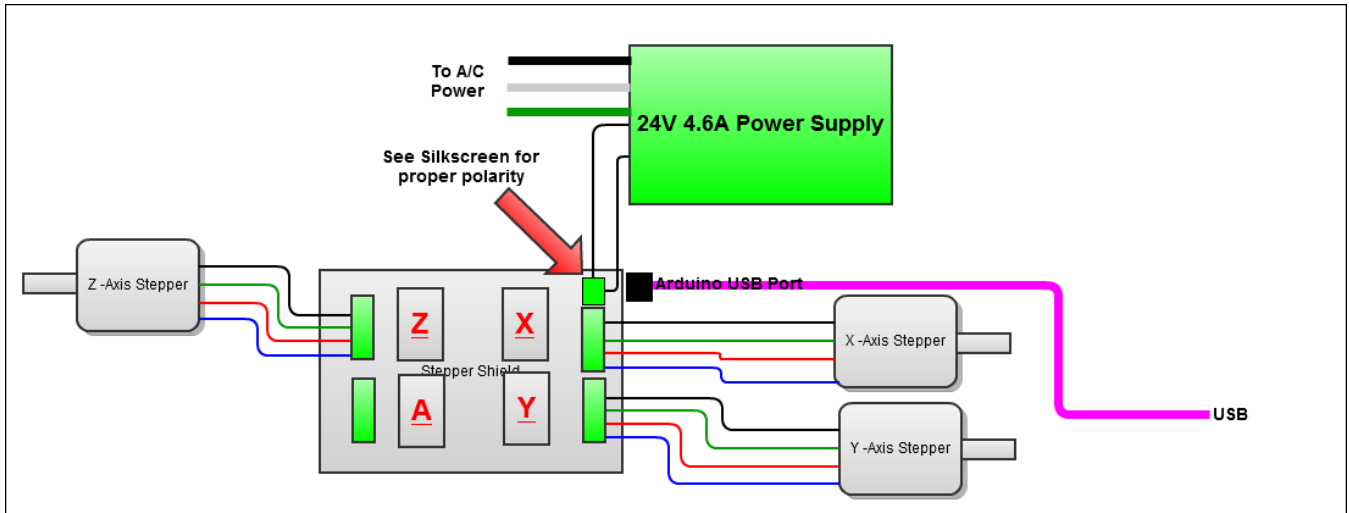 To A/C
Power
24V 4.6A Power Supply
See Silkscreen for
proper polarity
Z -Axis Stepper
Arduino USB Port
Z
X
X -Axis Stepper
Stepper Shield
A
Y
USB
Y -Axis Stepper